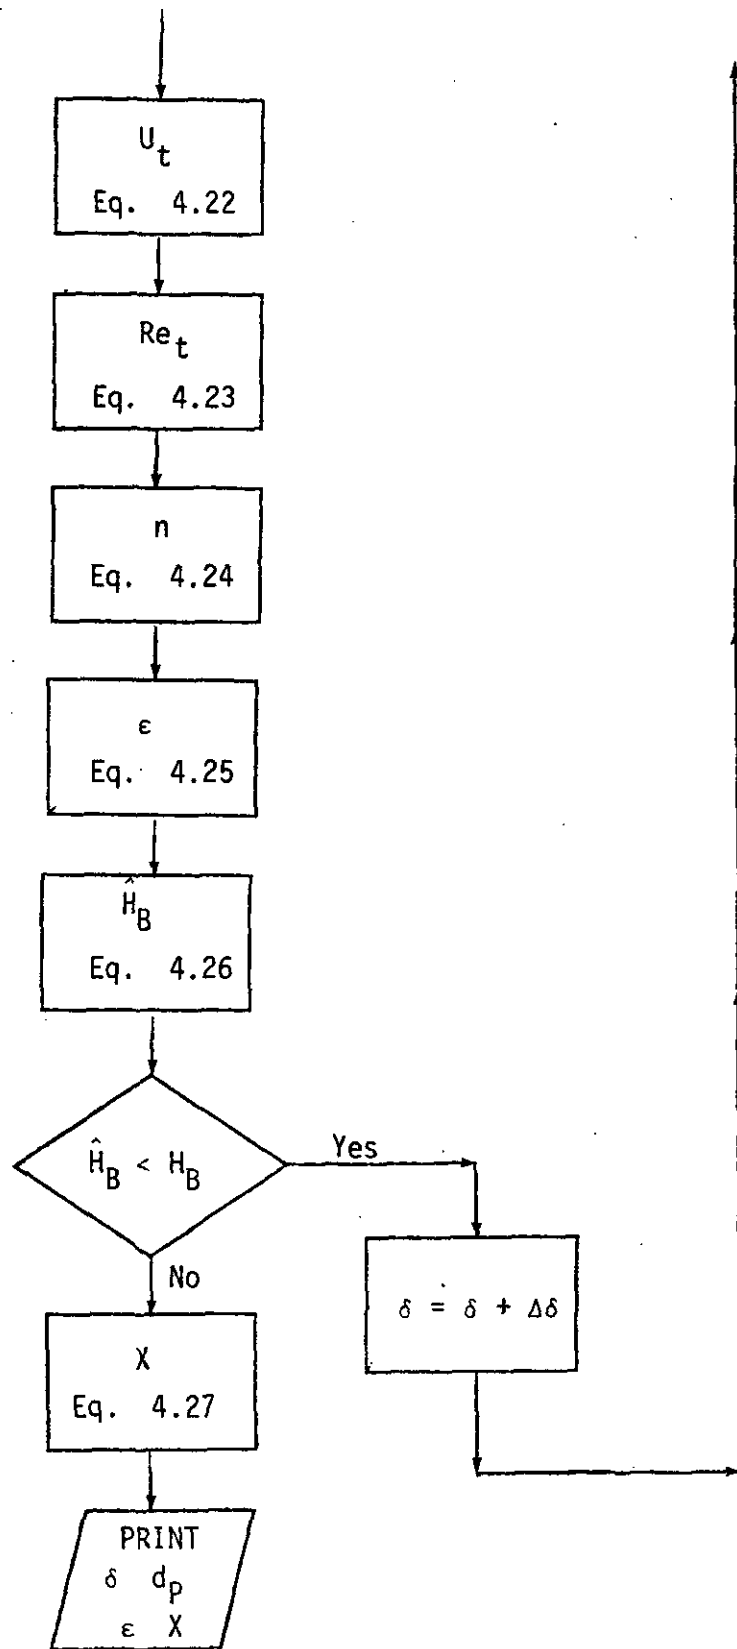 U_t
Eq. 4.22
Re_t
Eq. 4.23
n
Eq. 4.24
ε
Eq. 4.25
Ĥ_B
Eq. 4.26
Ĥ_B < H_B
Yes
No
δ = δ + Δδ
X
Eq. 4.27
PRINT
δ d_P
ε X